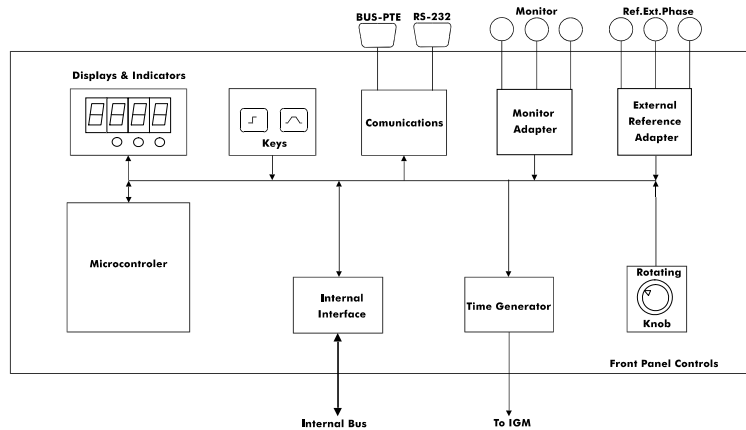 BUS-PTE RS-232
Monitor
Ref.Ext.Phase
Displays & Indicators
8888
Keys
Comunications
Monitor
Adapter
External
Reference
Adapter
Microcontroler
Internal
Interface
Time Generator
Rotating
Knob
Front Panel Controls
Internal Bus
To IGM